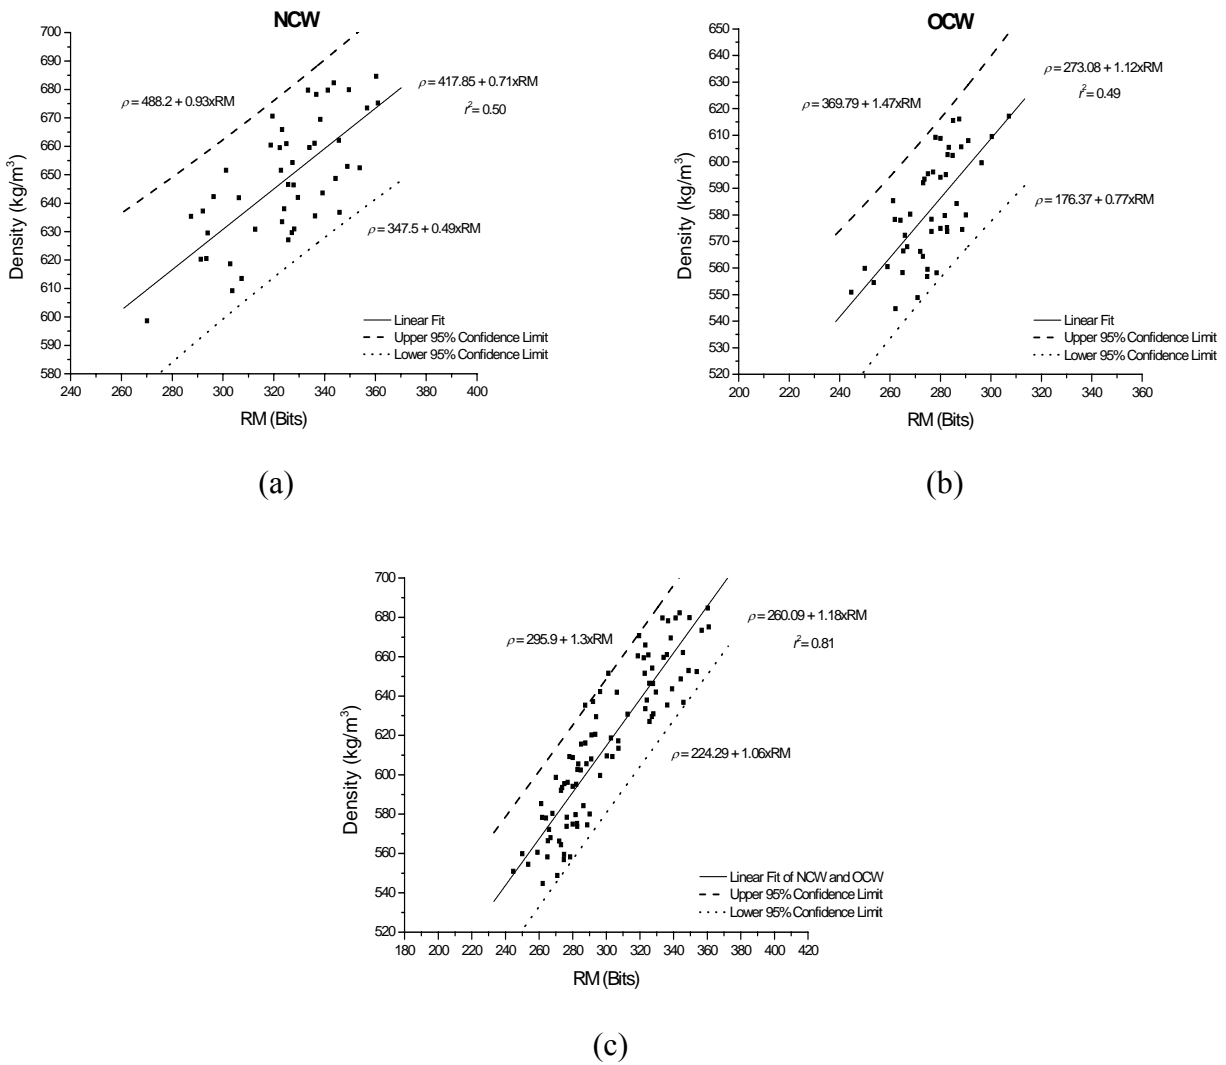 NCW
700
690
680
670
660
650
640
630
620
610
600
590
580
Density (kg/m³)
ρ = 488.2 + 0.93xRM
ρ = 417.85 + 0.71xRM
r² = 0.50
ρ = 347.5 + 0.49xRM
Linear Fit
Upper 95% Confidence Limit
Lower 95% Confidence Limit
240 260 280 300 320 340 360 380 400
RM (Bits)
(a)
OCW
650
640
630
620
610
600
590
580
570
560
550
540
530
520
Density (kg/m³)
ρ = 369.79 + 1.47xRM
ρ = 273.08 + 1.12xRM
r² = 0.49
ρ = 176.37 + 0.77xRM
Linear Fit
Upper 95% Confidence Limit
Lower 95% Confidence Limit
200 220 240 260 280 300 320 340 360
RM (Bits)
(b)
700
680
660
640
620
600
580
560
540
520
Density (kg/m³)
ρ = 295.9 + 1.3xRM
ρ = 260.09 + 1.18xRM
r² = 0.81
ρ = 224.29 + 1.06xRM
Linear Fit of NCW and OCW
Upper 95% Confidence Limit
Lower 95% Confidence Limit
180 200 220 240 260 280 300 320 340 360 380 400 420
RM (Bits)
(c)